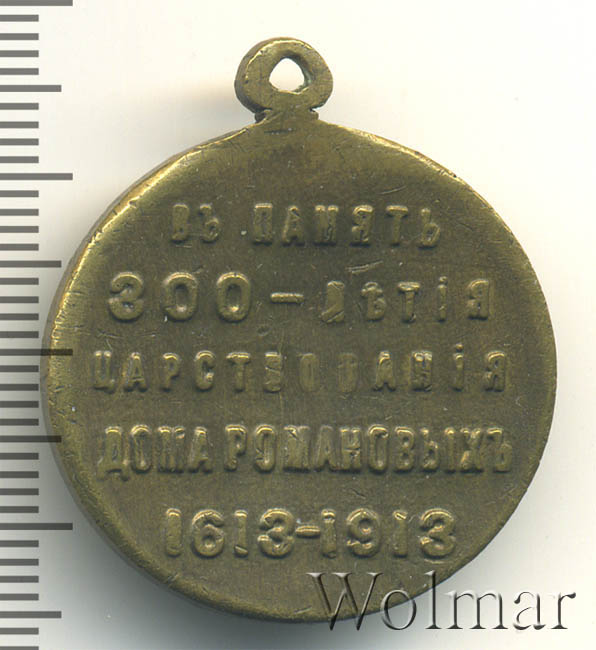 ВЪ ПАМЯТЬ
300-ЛѢТІЯ
ЦАРСТВОВАНІЯ
ДОМА РОМАНОВЫХЪ
1613-1913
Wolmar